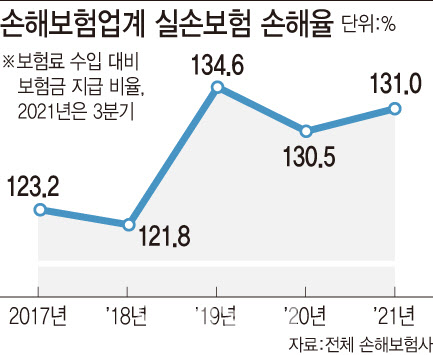 손해보험업계 실손보험 손해율 단위:%
※보험료 수입 대비
보험금 지급 비율,
2021년은 3분기
134.6
131.0
130.5
123.2
121.8
2017년 ’18년 ’19년 ’20년 ’21년
자료:전체 손해보험사